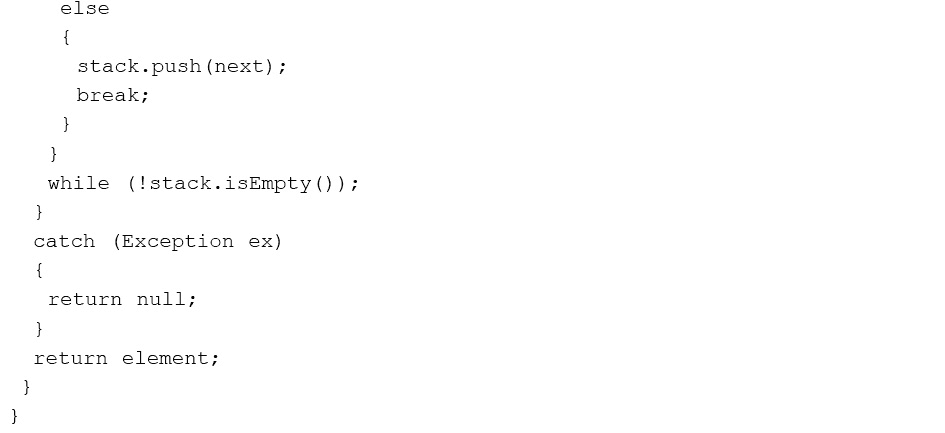 else
{
stack.push(next);
break;
}
}
while (!stack.isEmpty());
}
catch (Exception ex)
{
return null;
}
return element;
}
}